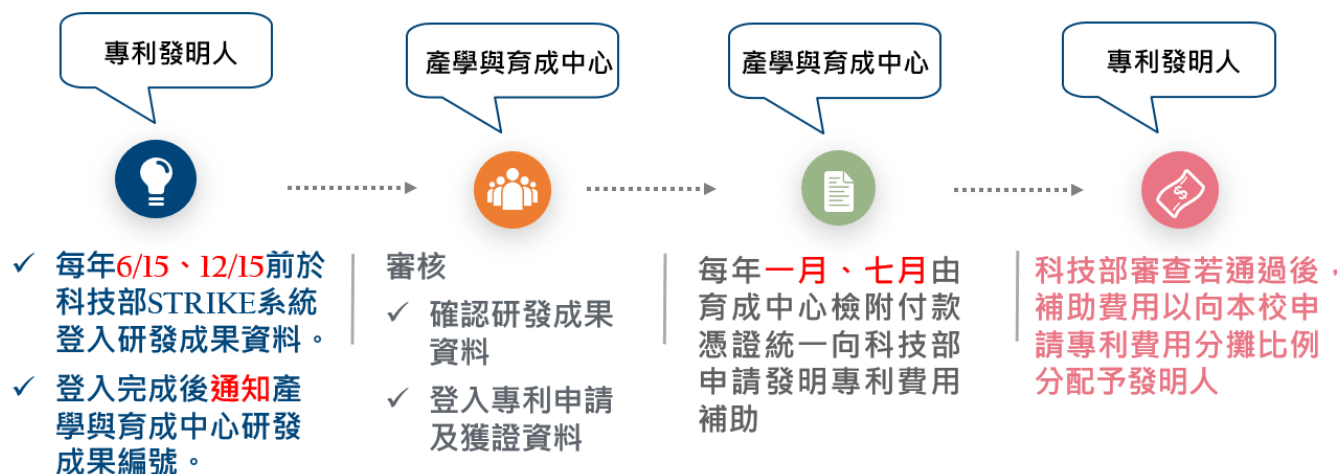 專利發明人
產學與育成中心
產學與育成中心
專利發明人
$
✓ 每年6/15、12/15前於
科技部STRIKE系統
登入研發成果資料。
✓ 登入完成後通知產
學與育成中心研發
成果編號。
審核
✓ 確認研發成果
資料
✓ 登入專利申請
及獲證資料
每年一月、七月由
育成中心檢附付款
憑證統一向科技部
申請發明專利費用
補助
科技部審查若通過後，
補助費用以向本校申
請專利費用分攤比例
分配予發明人